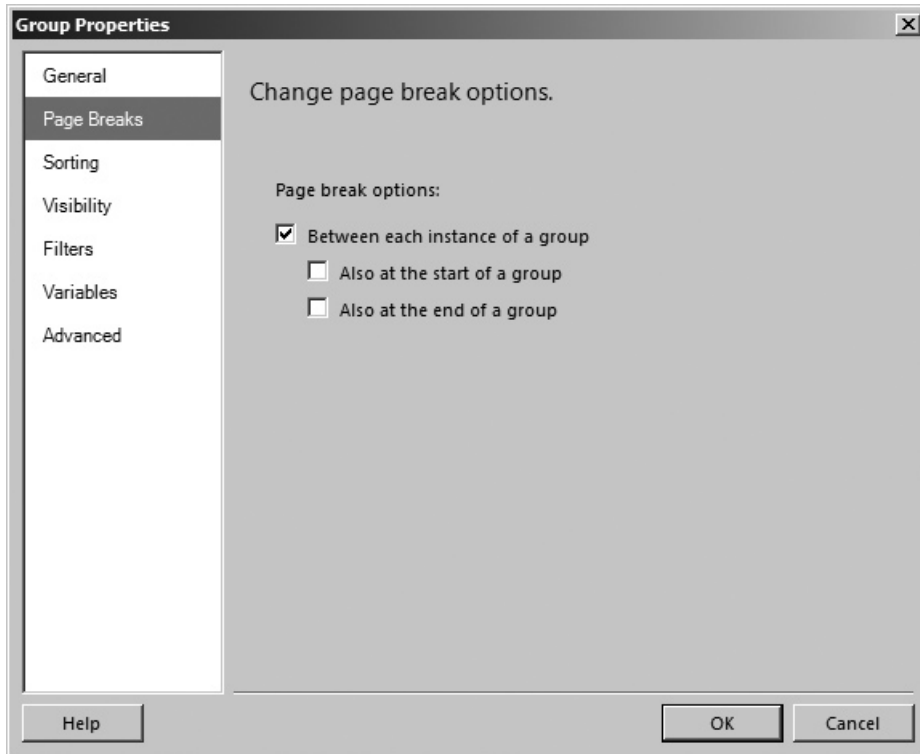 Group Properties
General
Page Breaks
Sorting
Visibility
Filters
Variables
Advanced
Change page break options.
Page break options:
Between each instance of a group
Also at the start of a group
Also at the end of a group
Help
OK
Cancel